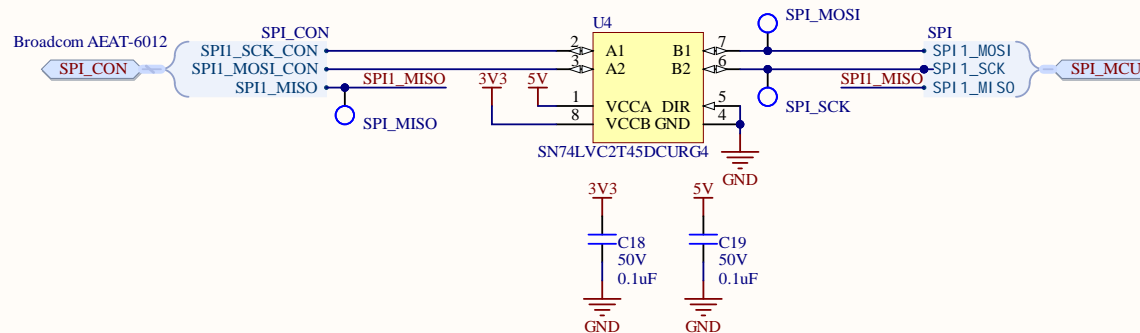 Broadcom AEAT-6012
SPI_CON
SPI_CON
SPI1_SCK_CON
SPI1_MOSI_CON
SPI1_MISO
SPI1_MISO
SPI_MISO
3V3
5V
U4
2
3
1
8
A1
A2
VCCA
VCCB
B1
B2
DIR
GND
7
6
5
4
SN74LVC2T45DCURG4
SPI_MOSI
SPI_SCK
GND
SPI
SPI1_MOSI
SPI1_SCK
SPI1_MISO
SPI1_MISO
SPI_MCU
3V3
C18
50V
0.1uF
GND
5V
C19
50V
0.1uF
GND